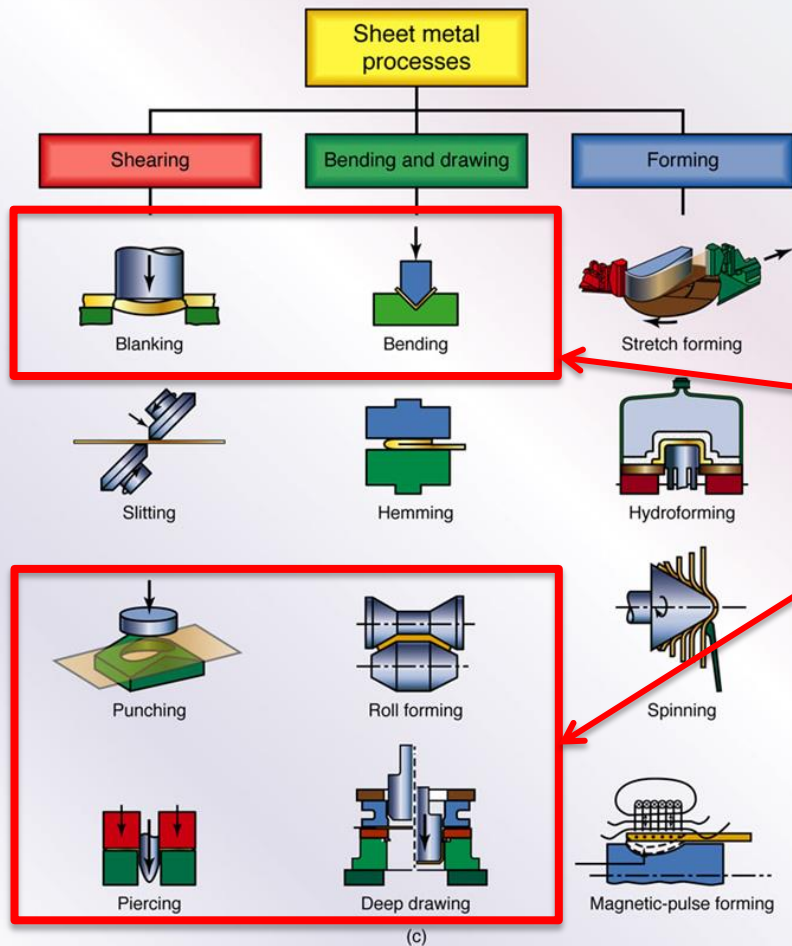 Sheet metal
processes
Shearing
Bending and drawing
Forming
Blanking
Bending
Stretch forming
Slitting
Hemming
Hydroforming
Punching
Roll forming
Spinning
Piercing
Deep drawing
Magnetic-pulse forming
(c)